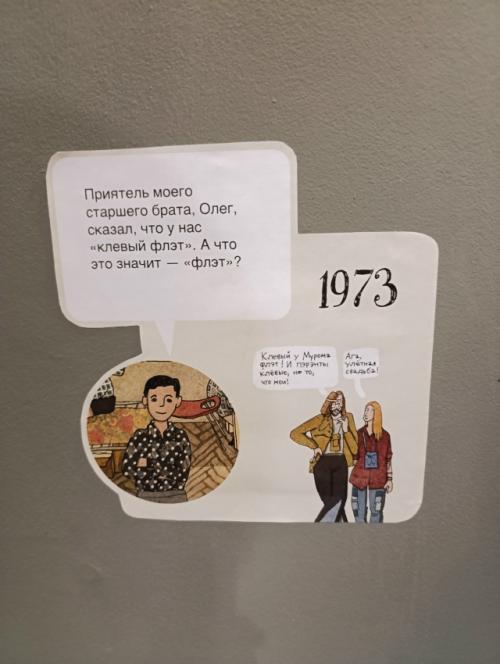 Приятель моего
старшего брата, Олег,
сказал, что у нас
«клевый флэт». А что
это значит — «флэт»?
1973
Клевый у Мурома
флэт! И пэрэнты
клёвые, не то,
что мои!
Ага,
улётная
свадьба!